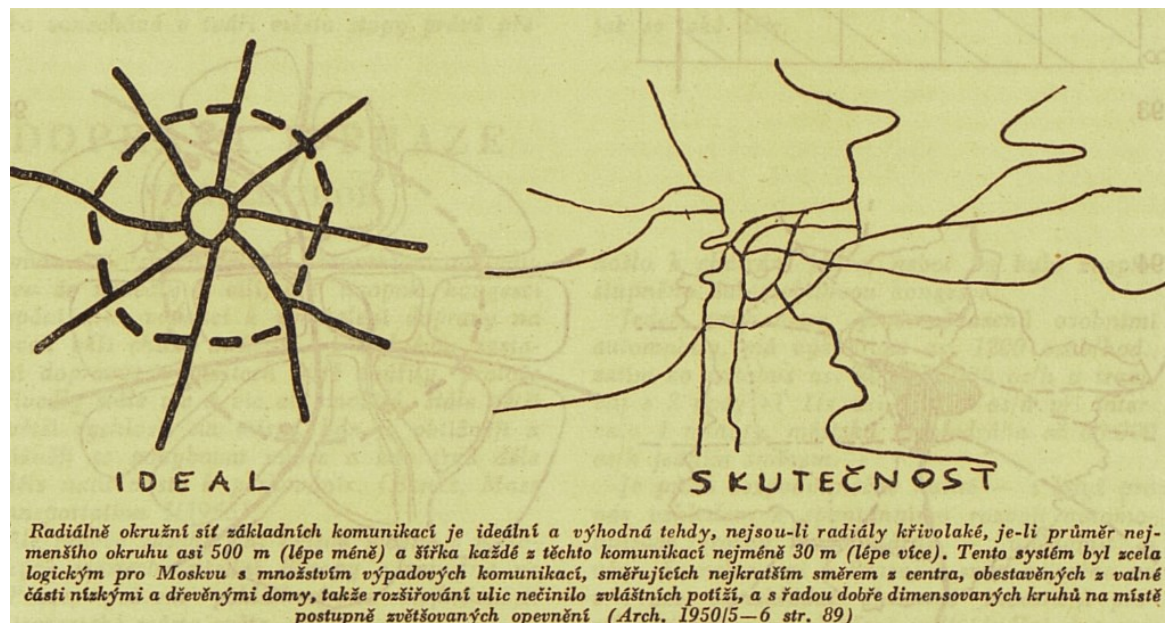 IDEAL
SKUTEČNOST
Radiálně okružní síť základních komunikací je ideální a výhodná tehdy, nejsou-li radiály křivolaké, je-li průměr nej-
menšího okruhu asi 500 m (lépe méně) a šířka každé z těchto komunikací nejméně 30 m (lépe více). Tento systém byl zcela
logickým pro Moskvu s množstvím výpadových komunikací, směřujících nejkratším směrem z centra, obestavěných z valné
části nízkými a dřevěnými domy, takže rozšiřování ulic nečinilo zvláštních potíží, a s řadou dobře dimensovaných kruhů na místě
postupně zvětšovaných opevnění (Arch. 1950/5—6 str. 89)